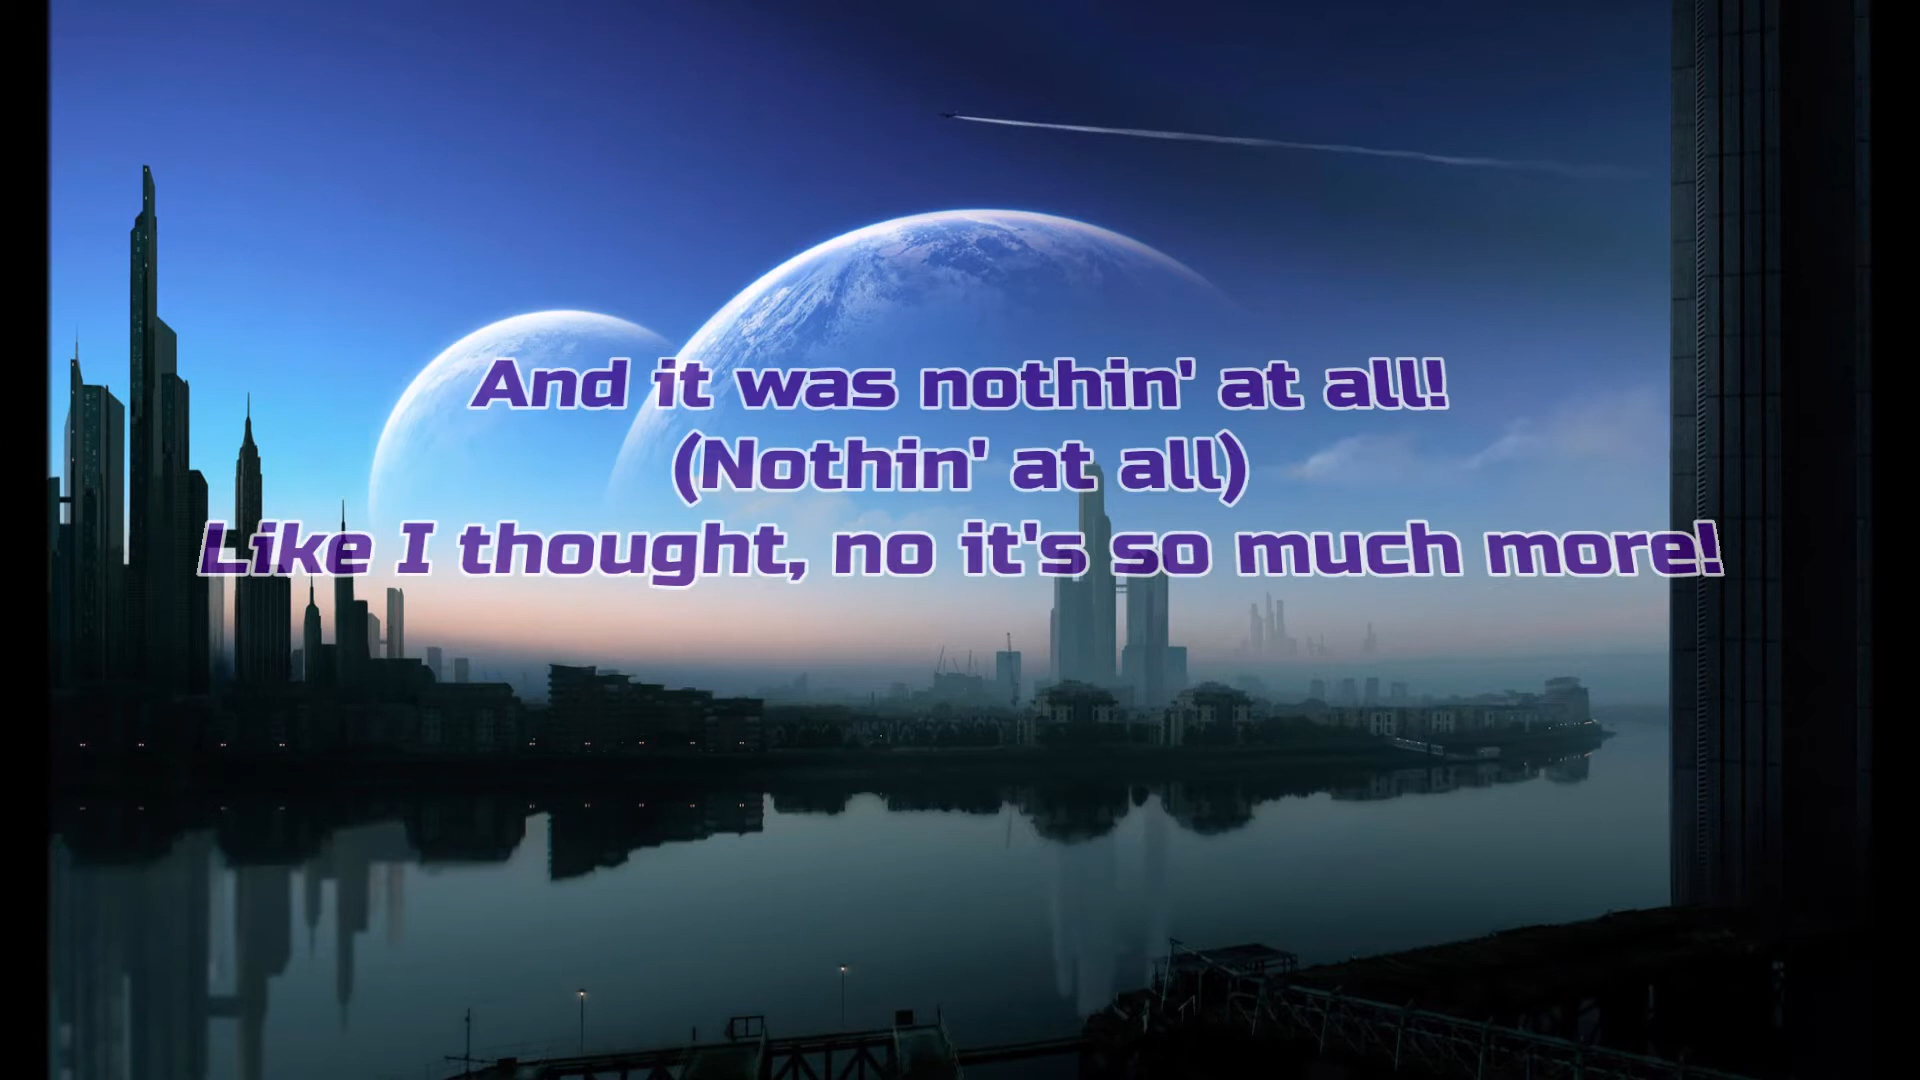 And it was nothin' at all!
(Nothin' at all)
Like I thought, no it's so much more!